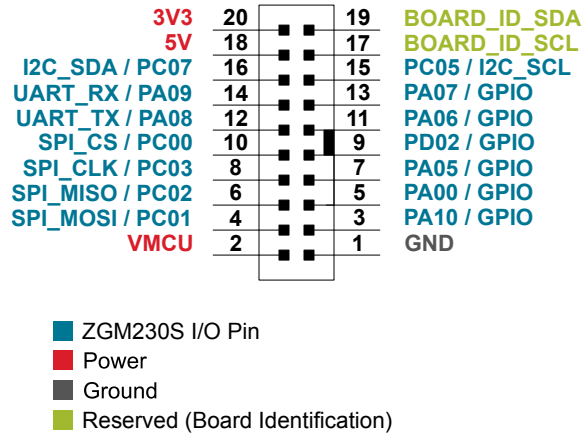 3V3 20 19 BOARD_ID_SDA
5V 18 17 BOARD_ID_SCL
I2C_SDA / PC07 16 15 PC05 / I2C_SCL
UART_RX / PA09 14 13 PA07 / GPIO
UART_TX / PA08 12 11 PA06 / GPIO
SPI_CS / PC00 10 9 PD02 / GPIO
SPI_CLK / PC03 8 7 PA05 / GPIO
SPI_MISO / PC02 6 5 PA00 / GPIO
SPI_MOSI / PC01 4 3 PA10 / GPIO
VMCU 2 1 GND
ZGM230S I/O Pin
Power
Ground
Reserved (Board Identification)